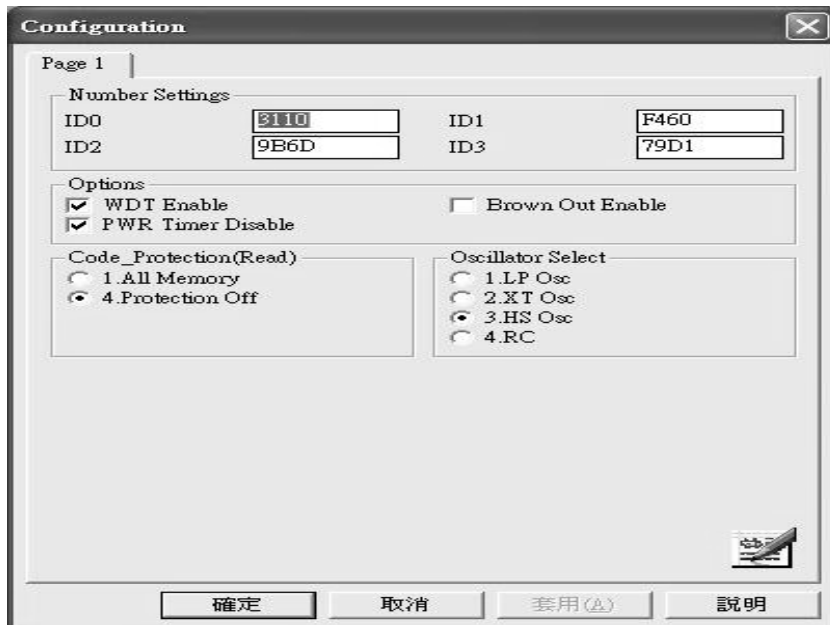 Configuration
Page 1
Number Settings
ID0 3110 ID1 F460
ID2 9B6D ID3 79D1
Options
WDT Enable Brown Out Enable
PWR Timer Disable
Code_Protection(Read) Oscillator Select
1.All Memory 1.LP Osc
4.Protection Off 2.XT Osc
3.HS Osc
4.RC
確定 取消 套用(A) 説明